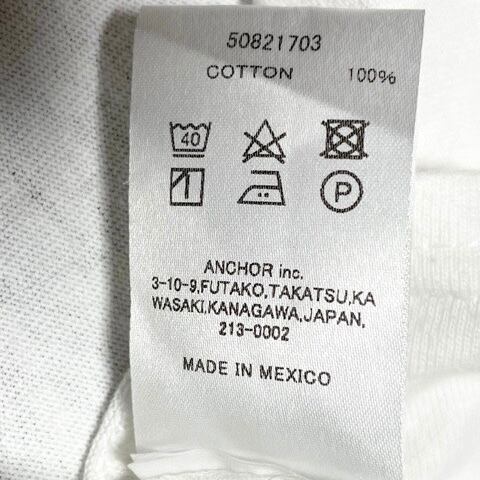 50821703
COTTON 100%
40
P
ANCHOR inc.
3-10-9,FUTAKO,TAKATSU,KA
WASAKI,KANAGAWA,JAPAN,
213-0002
MADE IN MEXICO